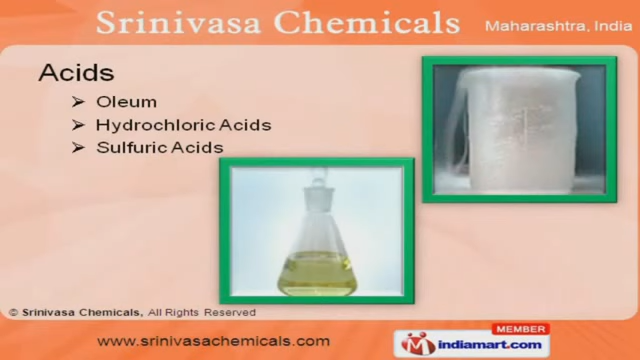 Srinivasa Chemicals
Maharashtra, India
Acids
Oleum
Hydrochloric Acids
Sulfuric Acids
© Srinivasa Chemicals, All Rights Reserved
www.srinivasachemicals.com
MEMBER
indiamart.com